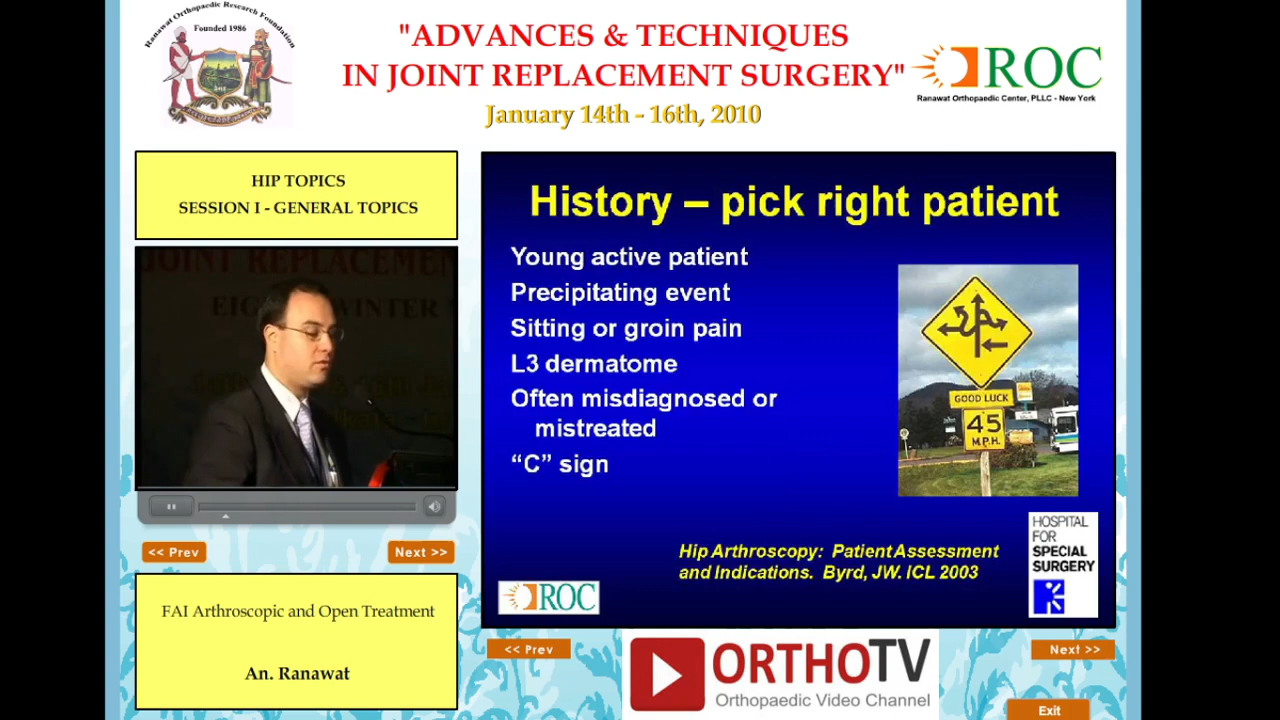 Ranawat Orthopaedic Research Foundation
Founded 1986
"ADVANCES & TECHNIQUES
IN JOINT REPLACEMENT SURGERY"
January 14th - 16th, 2010
ROC
Ranawat Orthopaedic Center, PLLC - New York
HIP TOPICS
SESSION I - GENERAL TOPICS
JOINT REPLACEMEN
<< Prev
Next >>
FAI Arthroscopic and Open Treatment
An. Ranawat
History – pick right patient
Young active patient
Precipitating event
Sitting or groin pain
L3 dermatome
Often misdiagnosed or
mistreated
“C” sign
GOOD LUCK
45
M.P.H.
Hip Arthroscopy: Patient Assessment
and Indications. Byrd, JW. ICL 2003
ROC
HOSPITAL
FOR
SPECIAL
SURGERY
<< Prev
ORTHOTV
Orthopaedic Video Channel
Next >>
Exit